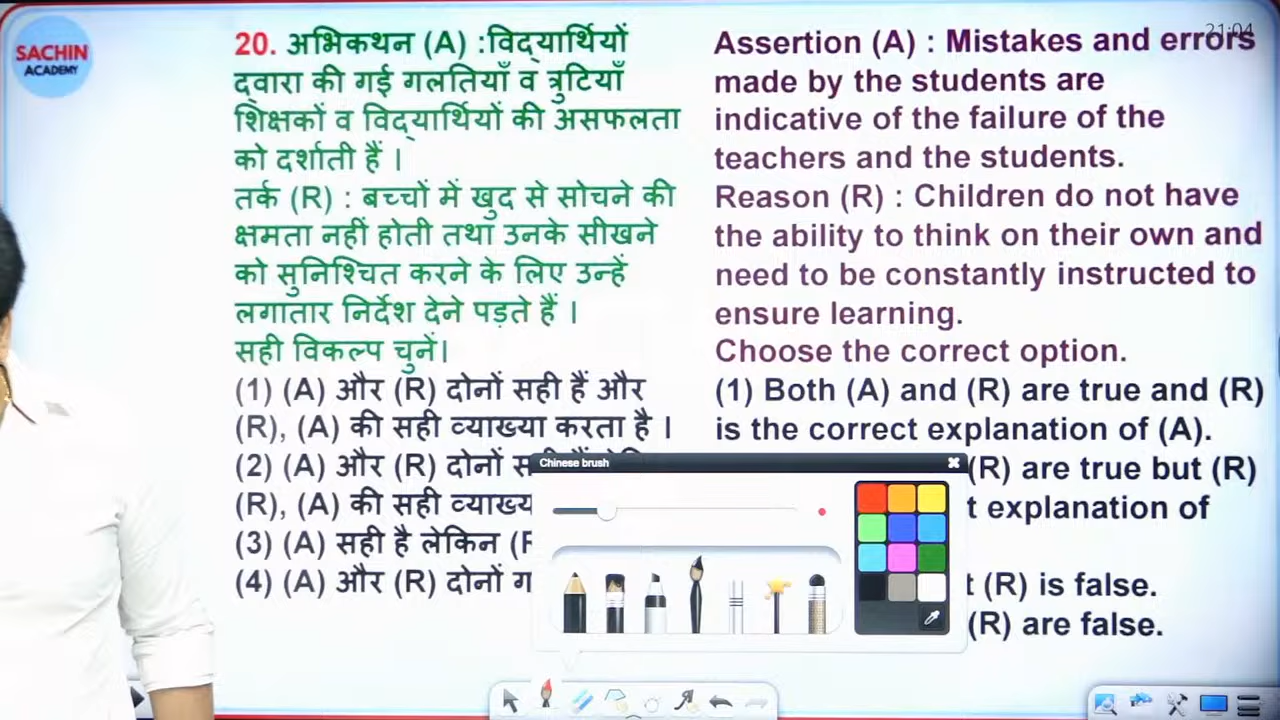 SACHIN
ACADEMY
21:04
20. अभिकथन (A) :विद्यार्थियों
द्वारा की गई गलतियाँ व त्रुटियाँ
शिक्षकों व विद्यार्थियों की असफलता
को दर्शाती हैं ।
तर्क (R) : बच्चों में खुद से सोचने की
क्षमता नहीं होती तथा उनके सीखने
को सुनिश्चित करने के लिए उन्हें
लगातार निर्देश देने पड़ते हैं ।
सही विकल्प चुनें।
(1) (A) और (R) दोनों सही हैं और
(R), (A) की सही व्याख्या करता है ।
(2) (A) और (R) दोनों
(R), (A) की सही
(3) (A) सही है लेकिन
(4) (A) और (R) दोनों
Assertion (A) : Mistakes and errors
made by the students are
indicative of the failure of the
teachers and the students.
Reason (R) : Children do not have
the ability to think on their own and
need to be constantly instructed to
ensure learning.
Choose the correct option.
(1) Both (A) and (R) are true and (R)
is the correct explanation of (A).
(R) are true but (R)
explanation of
(R) is false.
(R) are false.
Chinese brush